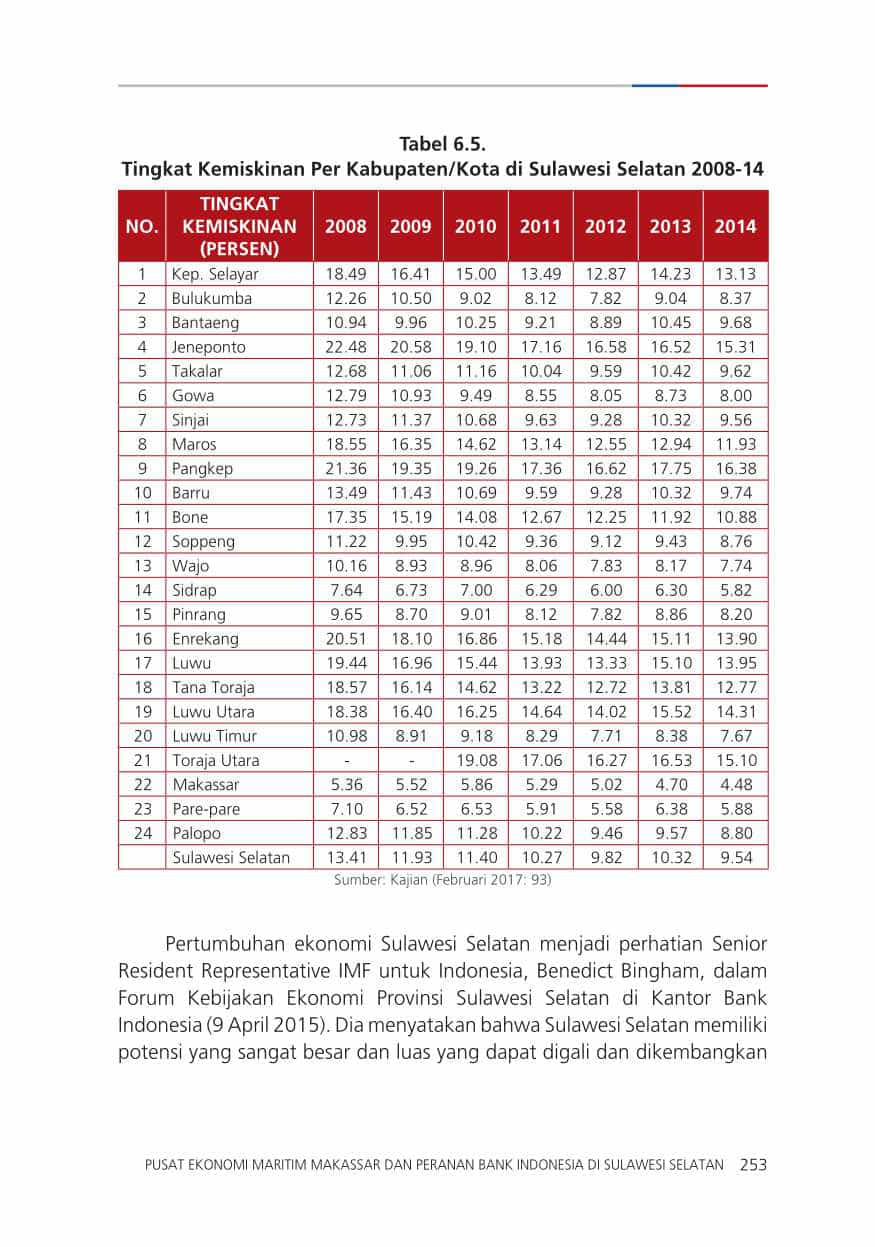 Tabel 6.5.
Tingkat Kemiskinan Per Kabupaten/Kota di Sulawesi Selatan 2008-14
NO. TINGKAT KEMISKINAN (PERSEN) 2008 2009 2010 2011 2012 2013 2014
1 Kep. Selayar 18.49 16.41 15.00 13.49 12.87 14.23 13.13
2 Bulukumba 12.26 10.50 9.02 8.12 7.82 9.04 8.37
3 Bantaeng 10.94 9.96 10.25 9.21 8.89 10.45 9.68
4 Jeneponto 22.48 20.58 19.10 17.16 16.58 16.52 15.31
5 Takalar 12.68 11.06 11.16 10.04 9.59 10.42 9.62
6 Gowa 12.79 10.93 9.49 8.55 8.05 8.73 8.00
7 Sinjai 12.73 11.37 10.68 9.63 9.28 10.32 9.56
8 Maros 18.55 16.35 14.62 13.14 12.55 12.94 11.93
9 Pangkep 21.36 19.35 19.26 17.36 16.62 17.75 16.38
10 Barru 13.49 11.43 10.69 9.59 9.28 10.32 9.74
11 Bone 17.35 15.19 14.08 12.67 12.25 11.92 10.88
12 Soppeng 11.22 9.95 10.42 9.36 9.12 9.43 8.76
13 Wajo 10.16 8.93 8.96 8.06 7.83 8.17 7.74
14 Sidrap 7.64 6.73 7.00 6.29 6.00 6.30 5.82
15 Pinrang 9.65 8.70 9.01 8.12 7.82 8.86 8.20
16 Enrekang 20.51 18.10 16.86 15.18 14.44 15.11 13.90
17 Luwu 19.44 16.96 15.44 13.93 13.33 15.10 13.95
18 Tana Toraja 18.57 16.14 14.62 13.22 12.72 13.81 12.77
19 Luwu Utara 18.38 16.40 16.25 14.64 14.02 15.52 14.31
20 Luwu Timur 10.98 8.91 9.18 8.29 7.71 8.38 7.67
21 Toraja Utara - - 19.08 17.06 16.27 16.53 15.10
22 Makassar 5.36 5.52 5.86 5.29 5.02 4.70 4.48
23 Pare-pare 7.10 6.52 6.53 5.91 5.58 6.38 5.88
24 Palopo 12.83 11.85 11.28 10.22 9.46 9.57 8.80
Sulawesi Selatan 13.41 11.93 11.40 10.27 9.82 10.32 9.54
Sumber: Kajian (Februari 2017: 93)
Pertumbuhan ekonomi Sulawesi Selatan menjadi perhatian Senior
Resident Representative IMF untuk Indonesia, Benedict Bingham, dalam
Forum Kebijakan Ekonomi Provinsi Sulawesi Selatan di Kantor Bank
Indonesia (9 April 2015). Dia menyatakan bahwa Sulawesi Selatan memiliki
potensi yang sangat besar dan luas yang dapat digali dan dikembangkan
PUSAT EKONOMI MARITIM MAKASSAR DAN PERANAN BANK INDONESIA DI SULAWESI SELATAN 253